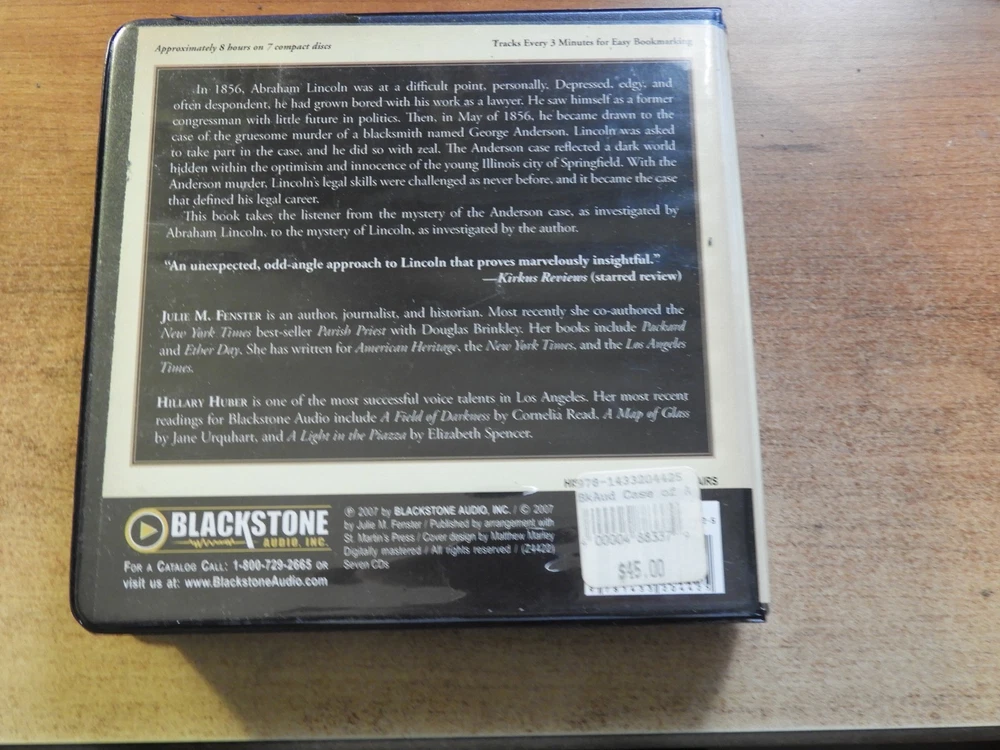 Approximately 8 hours on 7 compact discs
Tracks Every 3 Minutes for Easy Bookmarking
In 1856, Abraham Lincoln was at a difficult point, personally. Depressed, edgy, and
often despondent, he had grown bored with his work as a lawyer. He saw himself as a former
congressman with little future in politics. Then, in May of 1856, he became drawn to the
case of the gruesome murder of a blacksmith named George Anderson. Lincoln was asked
to take part in the case, and he did so with zeal. The Anderson case reflected a dark world
hidden within the optimism and innocence of the young Illinois city of Springfield. With the
Anderson murder, Lincoln's legal skills were challenged as never before, and it became the case
that defined his legal career.
This book takes the listener from the mystery of the Anderson case, as investigated by
Abraham Lincoln, to the mystery of Lincoln, as investigated by the author.
“An unexpected, odd-angle approach to Lincoln that proves marvelously insightful.”
—Kirkus Reviews (starred review)
JULIE M. FENSTER is an author, journalist, and historian. Most recently she co-authored the
New York Times best-seller Parish Priest with Douglas Brinkley. Her books include Packard
and Ether Day. She has written for American Heritage, the New York Times, and the Los Angeles
Times.
HILLARY HUBER is one of the most successful voice talents in Los Angeles. Her most recent
readings for Blackstone Audio include A Field of Darkness by Cornelia Read, A Map of Glass
by Jane Urquhart, and A Light in the Piazza by Elizabeth Spencer.
978-1433204425
BkAud Case of A
$45.00
BLACKSTONE
AUDIO, INC.
FOR A CATALOG CALL: 1-800-729-2665 OR
visit us at: www.BlackstoneAudio.com
℗ 2007 by BLACKSTONE AUDIO, INC. / © 2007
by Julie M. Fenster / Published by arrangement with
St. Martin's Press / Cover design by Matthew Marley
Digitally mastered / All rights reserved / (Z4422)
Seven CDs